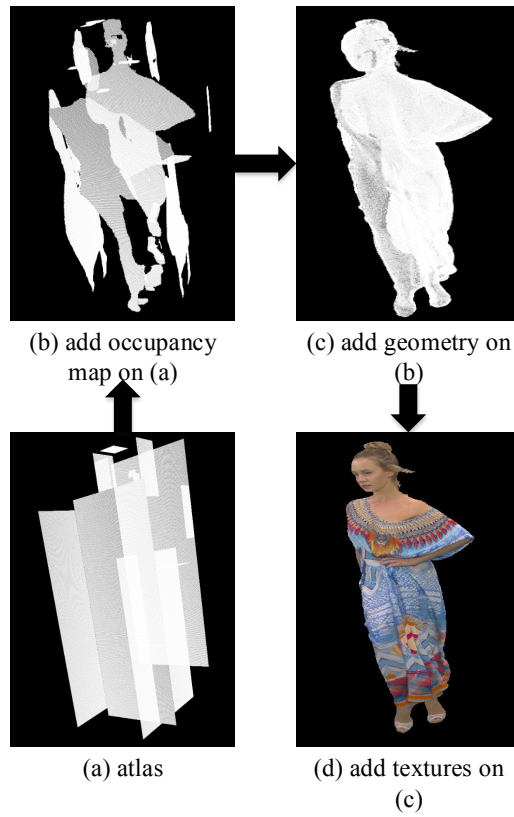 (b) add occupancy
map on (a)
(c) add geometry on
(b)
(a) atlas
(d) add textures on
(c)